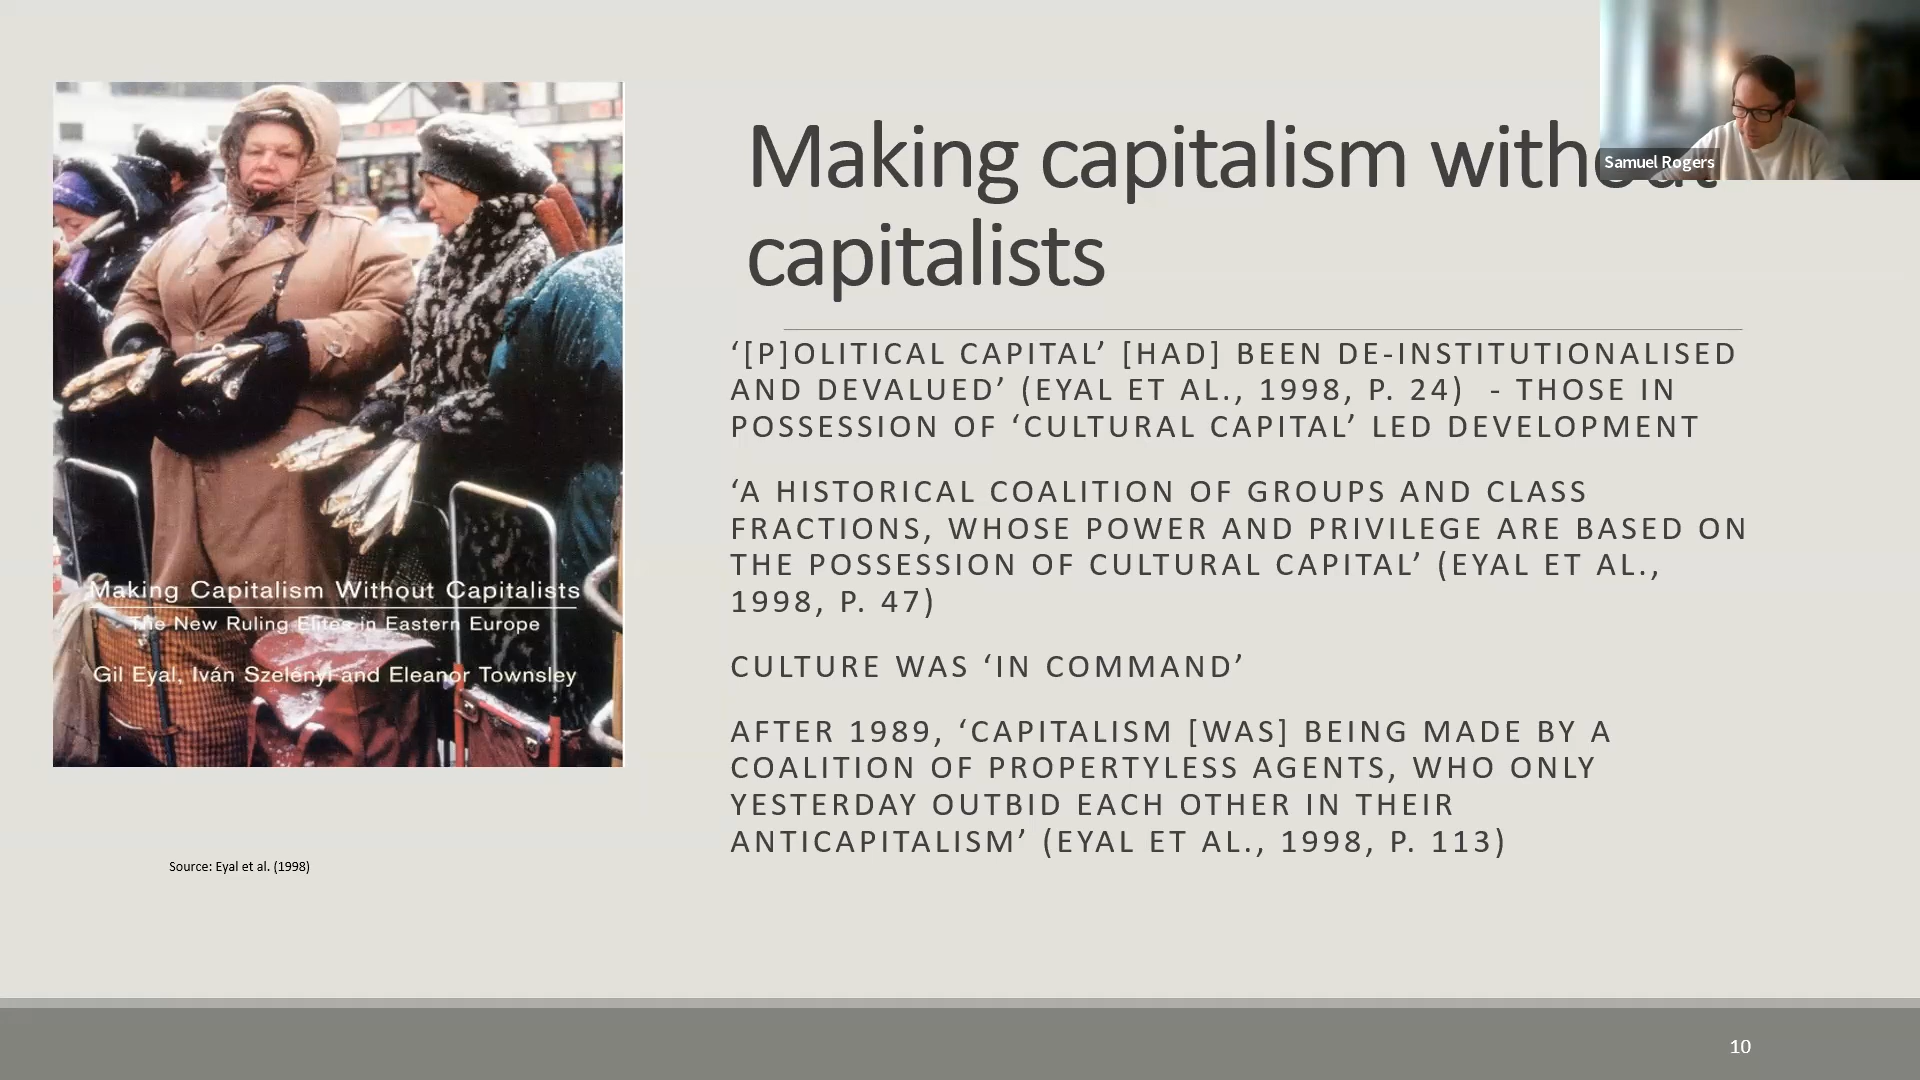 Making capitalism without
capitalists
Samuel Rogers
‘[P]OLITICAL CAPITAL’ [HAD] BEEN DE-INSTITUTIONALISED
AND DEVALUED’ (EYAL ET AL., 1998, P. 24)  - THOSE IN
POSSESSION OF ‘CULTURAL CAPITAL’ LED DEVELOPMENT
‘A HISTORICAL COALITION OF GROUPS AND CLASS
FRACTIONS, WHOSE POWER AND PRIVILEGE ARE BASED ON
THE POSSESSION OF CULTURAL CAPITAL’ (EYAL ET AL.,
1998, P. 47)
CULTURE WAS ‘IN COMMAND’
AFTER 1989, ‘CAPITALISM [WAS] BEING MADE BY A
COALITION OF PROPERTYLESS AGENTS, WHO ONLY
YESTERDAY OUTBID EACH OTHER IN THEIR
ANTICAPITALISM’ (EYAL ET AL., 1998, P. 113)
Making Capitalism Without Capitalists
The New Ruling Elites in Eastern Europe
Gil Eyal, Iván Szelényi and Eleanor Townsley
Source: Eyal et al. (1998)
10